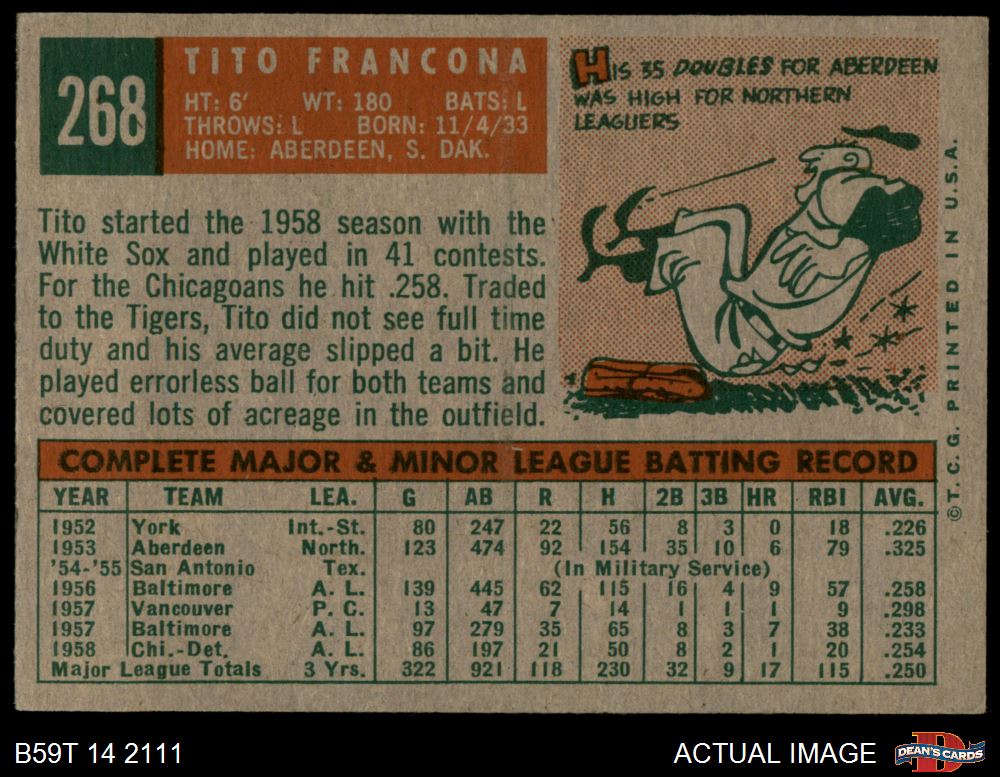 268
TITO FRANCONA
HT: 6' WT: 180 BATS: L
THROWS: L BORN: 11/4/33
HOME: ABERDEEN, S. DAK.
HIS 35 DOUBLES FOR ABERDEEN
WAS HIGH FOR NORTHERN
LEAGUERS
Tito started the 1958 season with the
White Sox and played in 41 contests.
For the Chicagoans he hit .258. Traded
to the Tigers, Tito did not see full time
duty and his average slipped a bit. He
played errorless ball for both teams and
covered lots of acreage in the outfield.
©T. C. G. PRINTED IN U.S.A.
COMPLETE MAJOR & MINOR LEAGUE BATTING RECORD
YEAR TEAM LEA. G AB R H 2B 3B HR RBI AVG.
1952 York Int.-St. 80 247 22 56 8 3 0 18 .226
1953 Aberdeen North. 123 474 92 154 35 10 6 79 .325
'54-'55 San Antonio Tex. (In Military Service)
1956 Baltimore A. L. 139 445 62 115 16 4 9 57 .258
1957 Vancouver P. C. 13 47 7 14 1 1 1 9 .298
1957 Baltimore A. L. 97 279 35 65 8 3 7 38 .233
1958 Chi.-Det. A. L. 86 197 21 50 8 2 1 20 .254
Major League Totals 3 Yrs. 322 921 118 230 32 9 17 115 .250
B59T 14 2111
ACTUAL IMAGE
D
DEAN'S CARDS